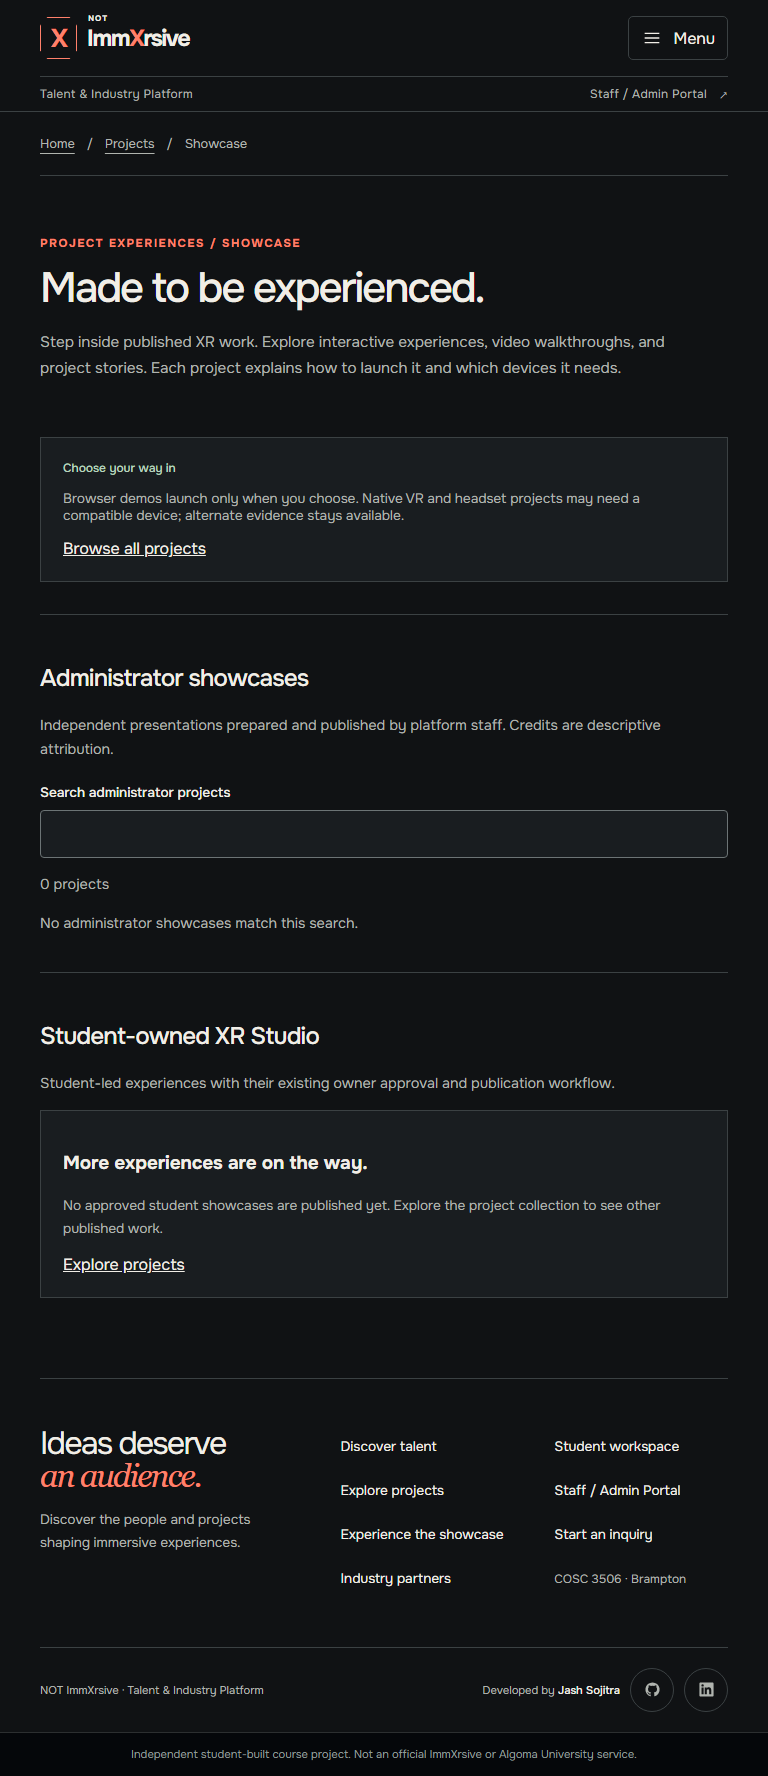 X
NOT
ImmXrsive
Menu
Talent & Industry Platform
Staff / Admin Portal ↗
Home / Projects / Showcase
PROJECT EXPERIENCES / SHOWCASE
Made to be experienced.
Step inside published XR work. Explore interactive experiences, video walkthroughs, and
project stories. Each project explains how to launch it and which devices it needs.
Choose your way in
Browser demos launch only when you choose. Native VR and headset projects may need a
compatible device; alternate evidence stays available.
Browse all projects
Administrator showcases
Independent presentations prepared and published by platform staff. Credits are descriptive
attribution.
Search administrator projects
0 projects
No administrator showcases match this search.
Student-owned XR Studio
Student-led experiences with their existing owner approval and publication workflow.
More experiences are on the way.
No approved student showcases are published yet. Explore the project collection to see other
published work.
Explore projects
Ideas deserve
an audience.
Discover the people and projects
shaping immersive experiences.
Discover talent
Explore projects
Experience the showcase
Industry partners
Student workspace
Staff / Admin Portal
Start an inquiry
COSC 3506 · Brampton
NOT ImmXrsive · Talent & Industry Platform
Developed by Jash Sojitra
Independent student-built course project. Not an official ImmXrsive or Algoma University service.